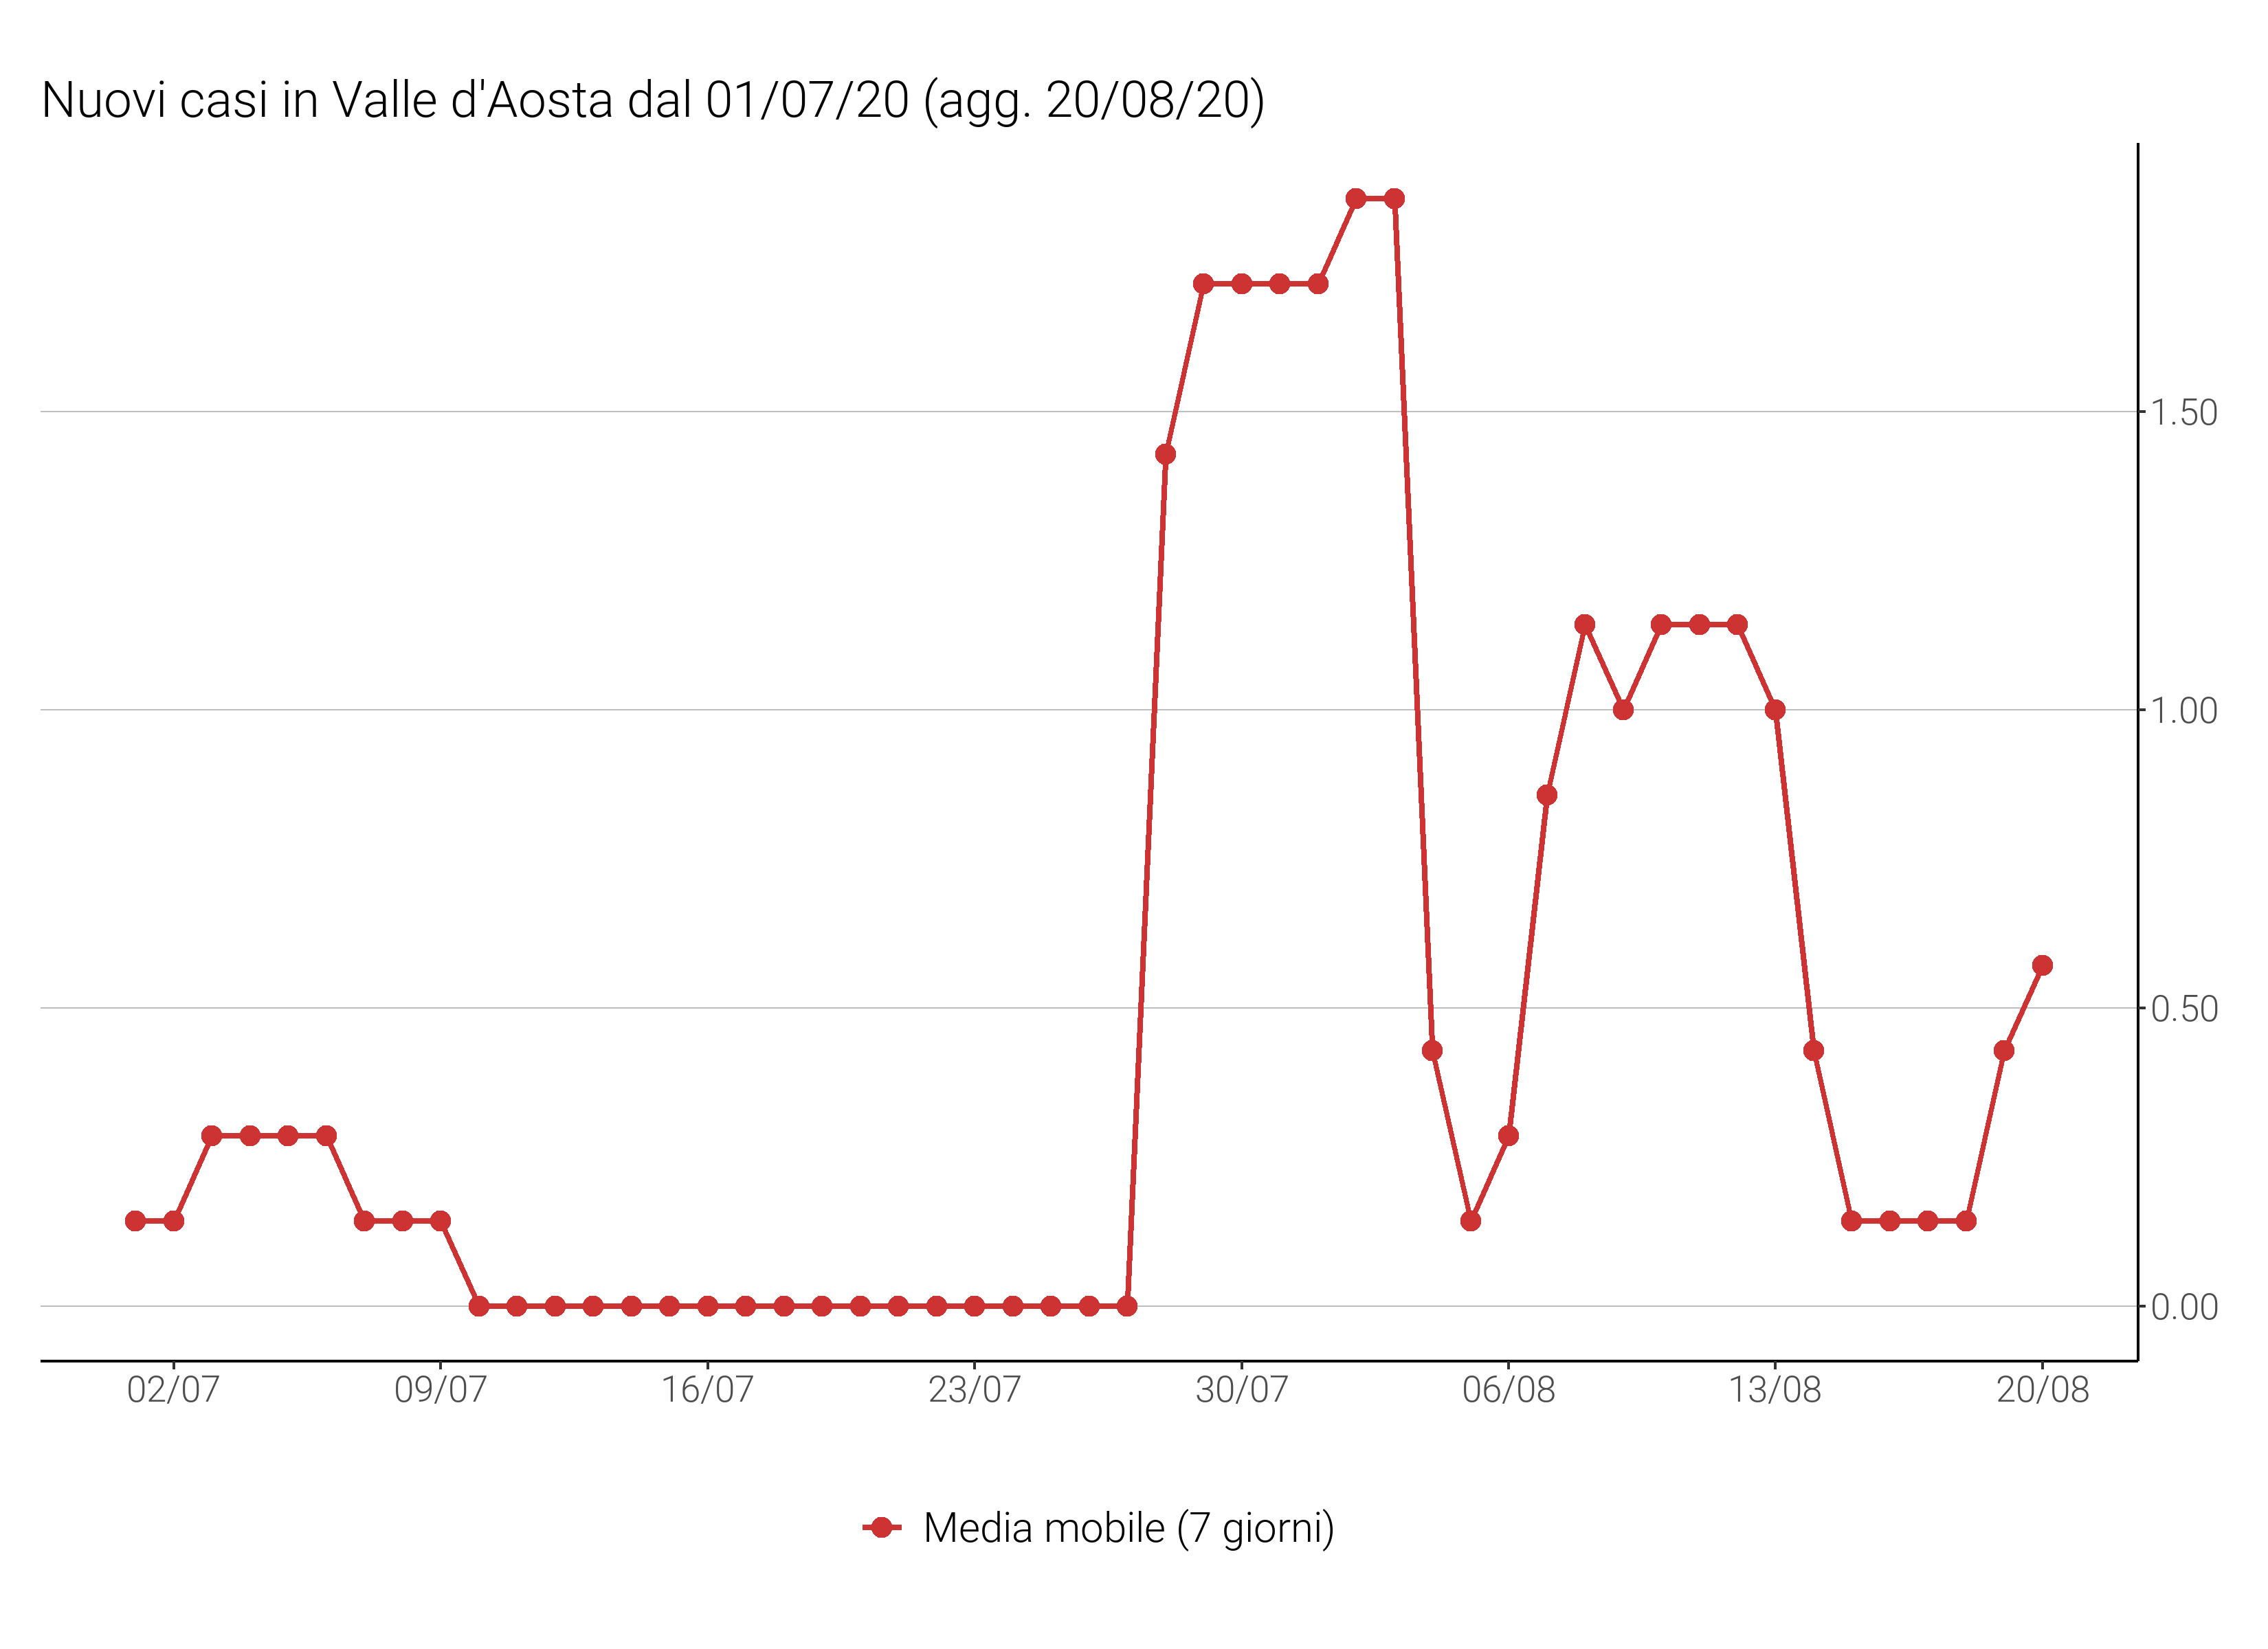 Nuovi casi in Valle d'Aosta dal 01/07/20 (agg. 20/08/20)
1.50
1.00
0.50
0.00
02/07 09/07 16/07 23/07 30/07 06/08 13/08 20/08
Media mobile (7 giorni)